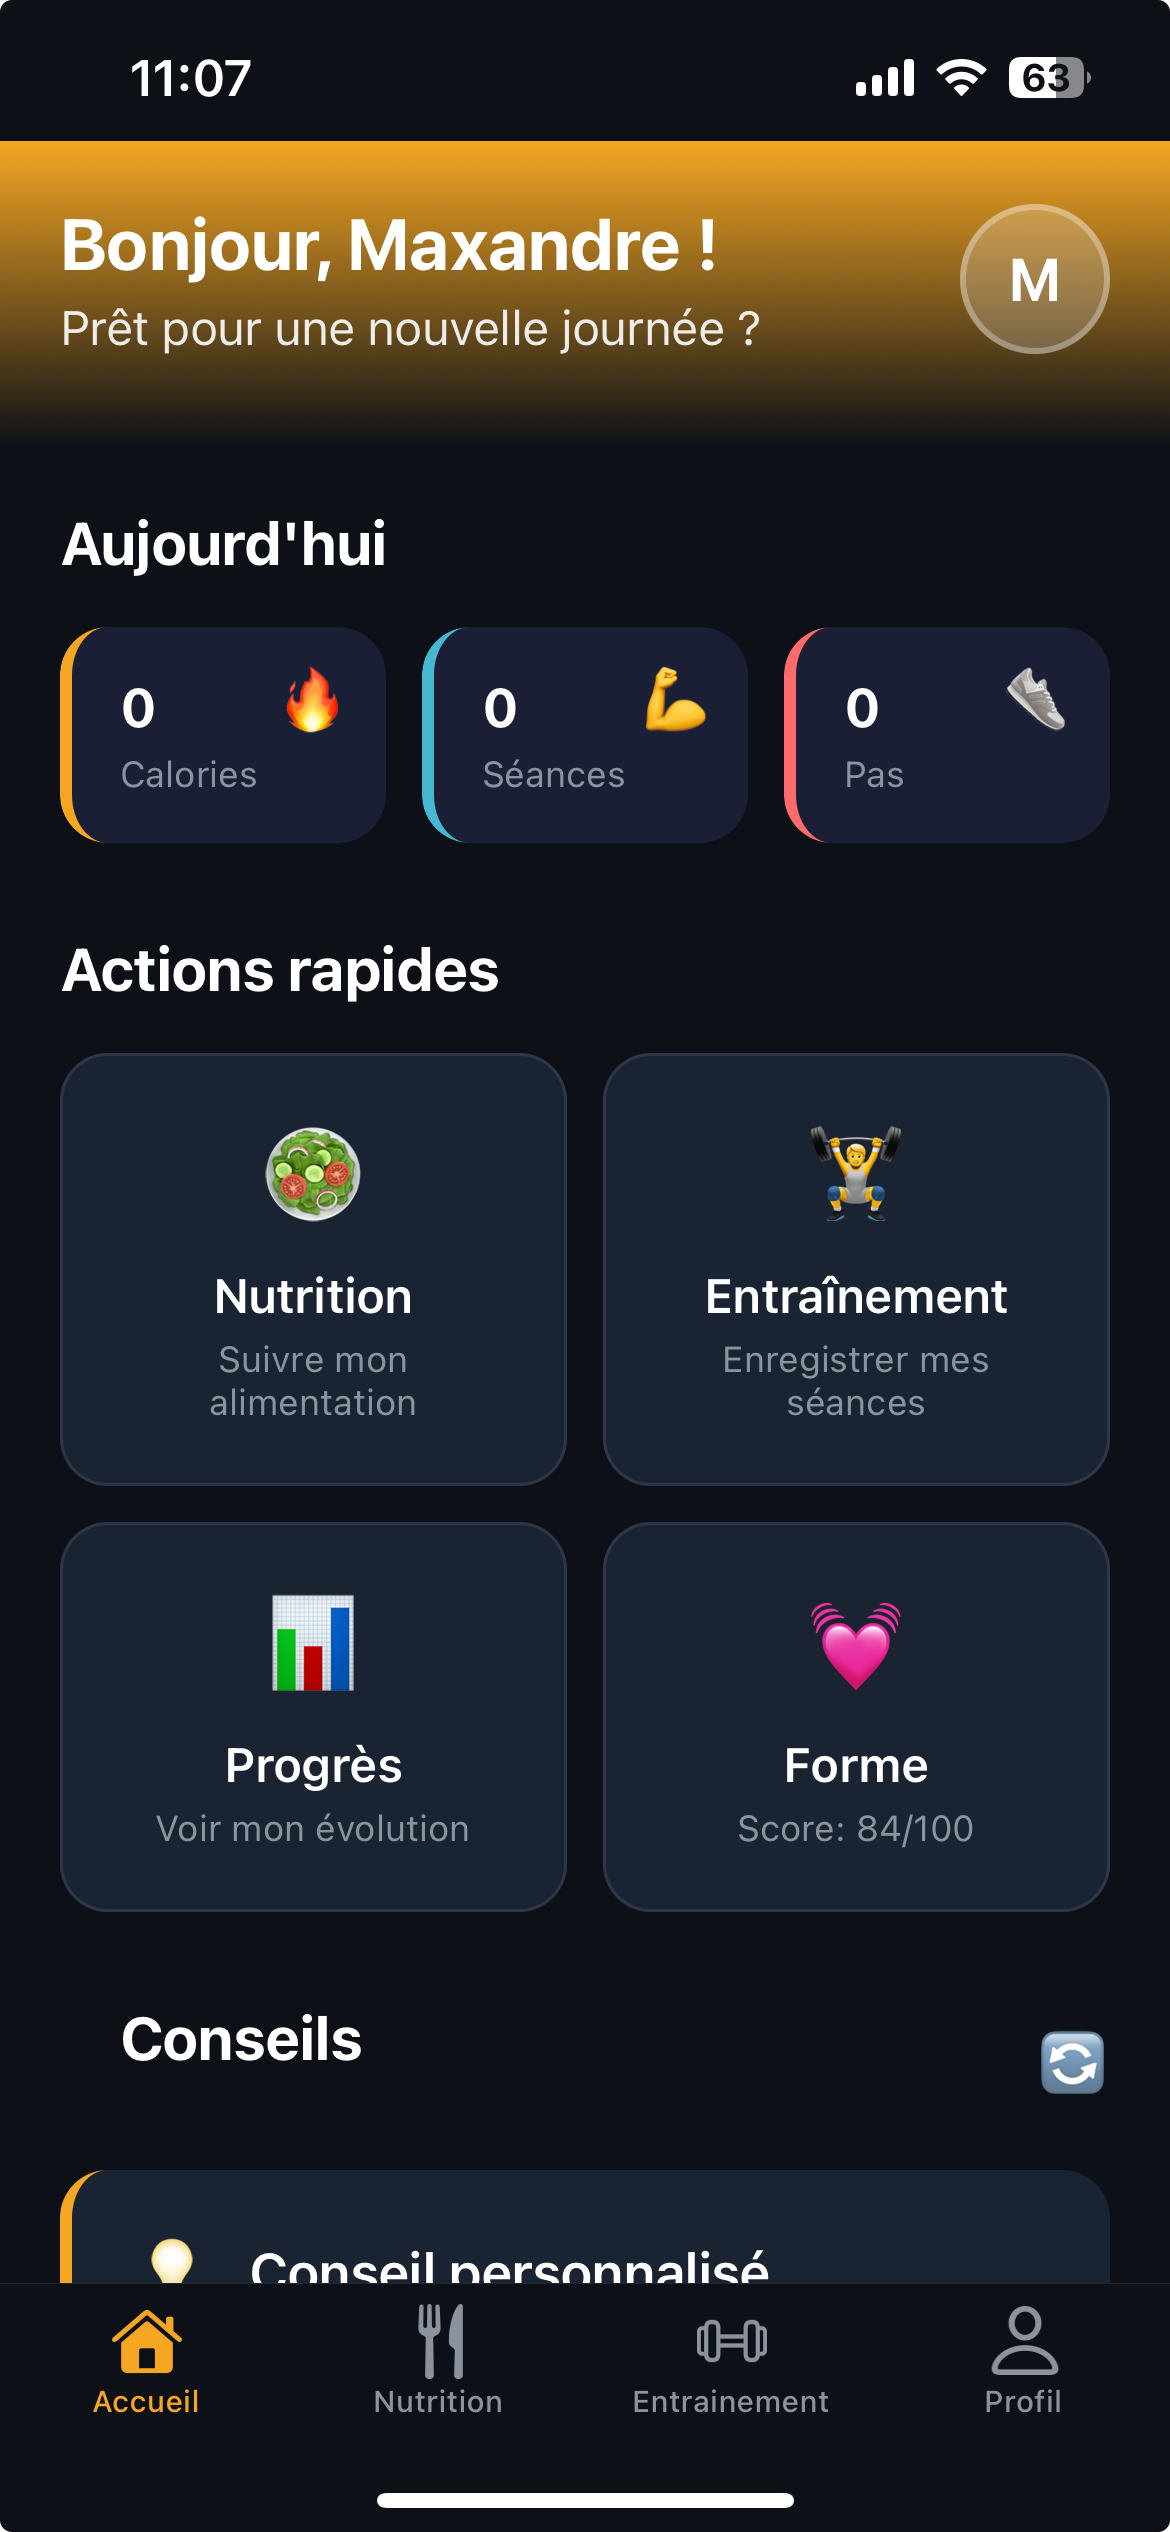 11:07
63
Bonjour, Maxandre !
M
Prêt pour une nouvelle journée ?
Aujourd'hui
0
Calories
0
Séances
0
Pas
Actions rapides
Nutrition
Suivre mon
alimentation
Entraînement
Enregistrer mes
séances
Progrès
Voir mon évolution
Forme
Score: 84/100
Conseils
Conseil personnalisé
Accueil
Nutrition
Entrainement
Profil